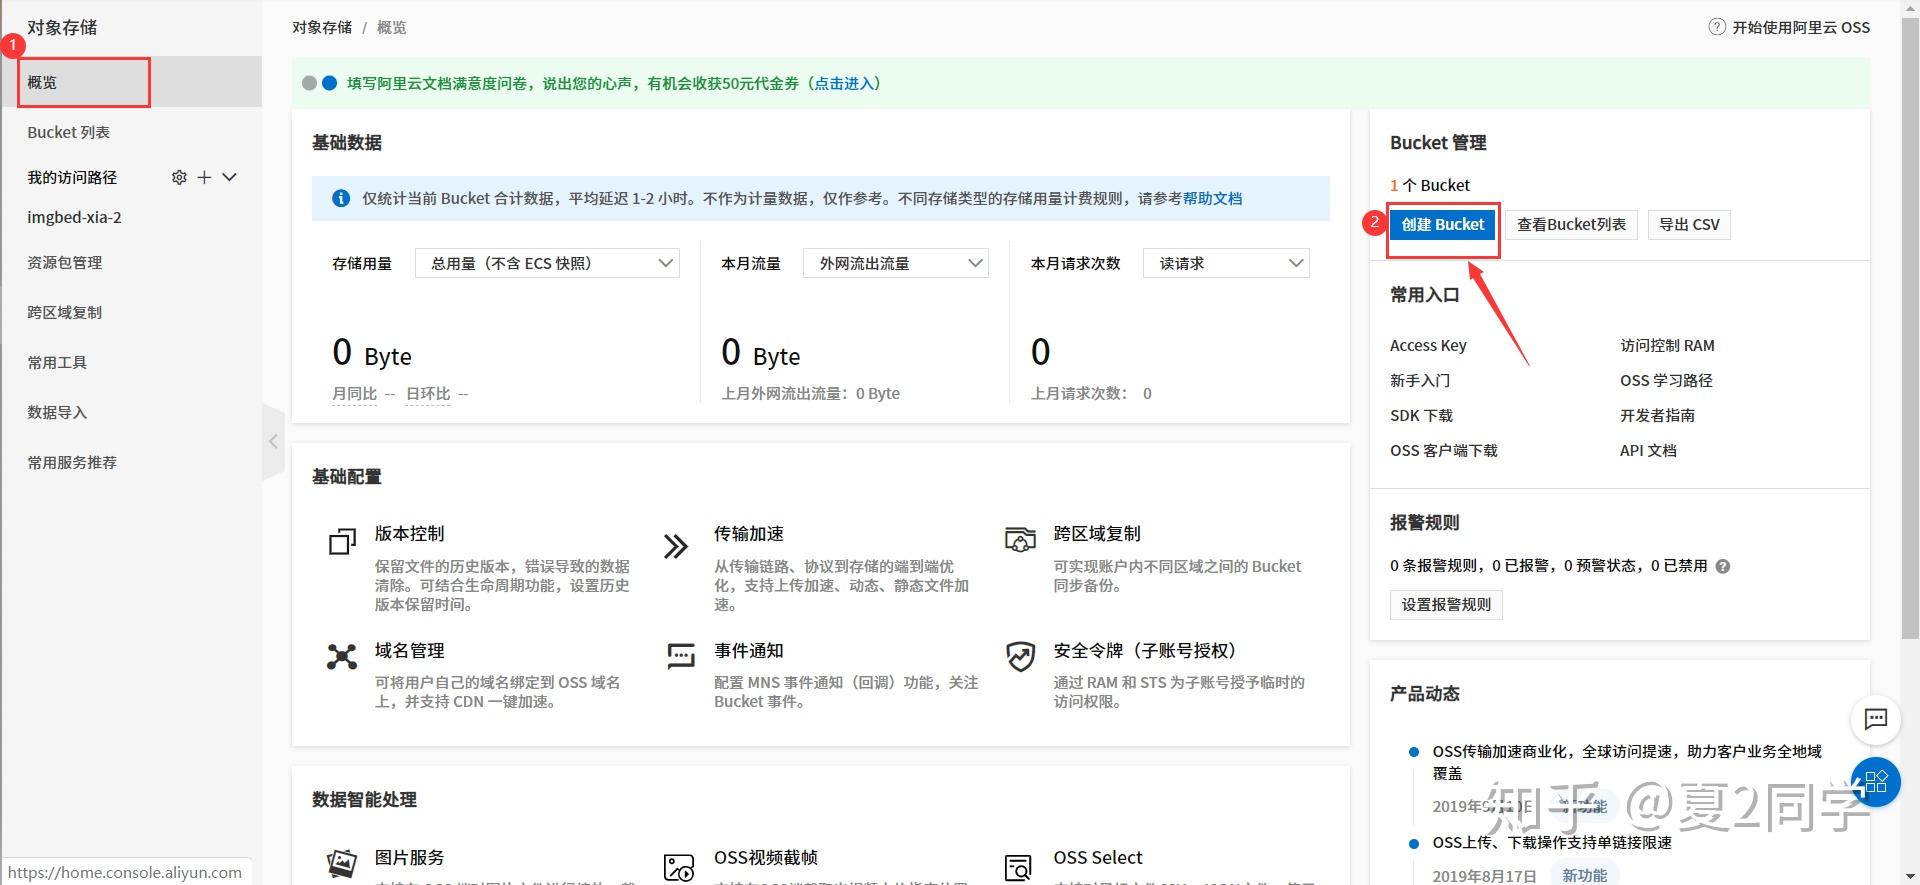 对象存储
1
概览
Bucket 列表
我的访问路径
imgbed-xia-2
资源包管理
跨区域复制
常用工具
数据导入
常用服务推荐
https://home.console.aliyun.com
对象存储 / 概览
开始使用阿里云 OSS
填写阿里云文档满意度问卷，说出您的心声，有机会收获50元代金券（点击进入）
基础数据
仅统计当前 Bucket 合计数据，平均延迟 1-2 小时。不作为计量数据，仅作参考。不同存储类型的存储用量计费规则，请参考帮助文档
存储用量 总用量（不含 ECS 快照） 本月流量 外网流出流量 本月请求次数 读请求
0 Byte 0 Byte 0
月同比 -- 日环比 -- 上月外网流出流量：0 Byte 上月请求次数： 0
基础配置
版本控制
保留文件的历史版本，错误导致的数据
清除。可结合生命周期功能，设置历史
版本保留时间。
传输加速
从传输链路、协议到存储的端到端优
化，支持上传加速、动态、静态文件加
速。
跨区域复制
可实现账户内不同区域之间的 Bucket
同步备份。
域名管理
可将用户自己的域名绑定到 OSS 域名
上，并支持 CDN 一键加速。
事件通知
配置 MNS 事件通知（回调）功能，关注
Bucket 事件。
安全令牌（子账号授权）
通过 RAM 和 STS 为子账号授予临时的
访问权限。
数据智能处理
图片服务
OSS视频截帧
OSS Select
Bucket 管理
1 个 Bucket
2
创建 Bucket 查看Bucket列表 导出 CSV
常用入口
Access Key 访问控制 RAM
新手入门 OSS 学习路径
SDK 下载 开发者指南
OSS 客户端下载 API 文档
报警规则
0 条报警规则，0 已报警，0 预警状态，0 已禁用
设置报警规则
产品动态
OSS传输加速商业化，全球访问提速，助力客户业务全地域
覆盖
2019年9月10日 新功能
知乎 @夏2同学
OSS上传、下载操作支持单链接限速
2019年8月17日 新功能